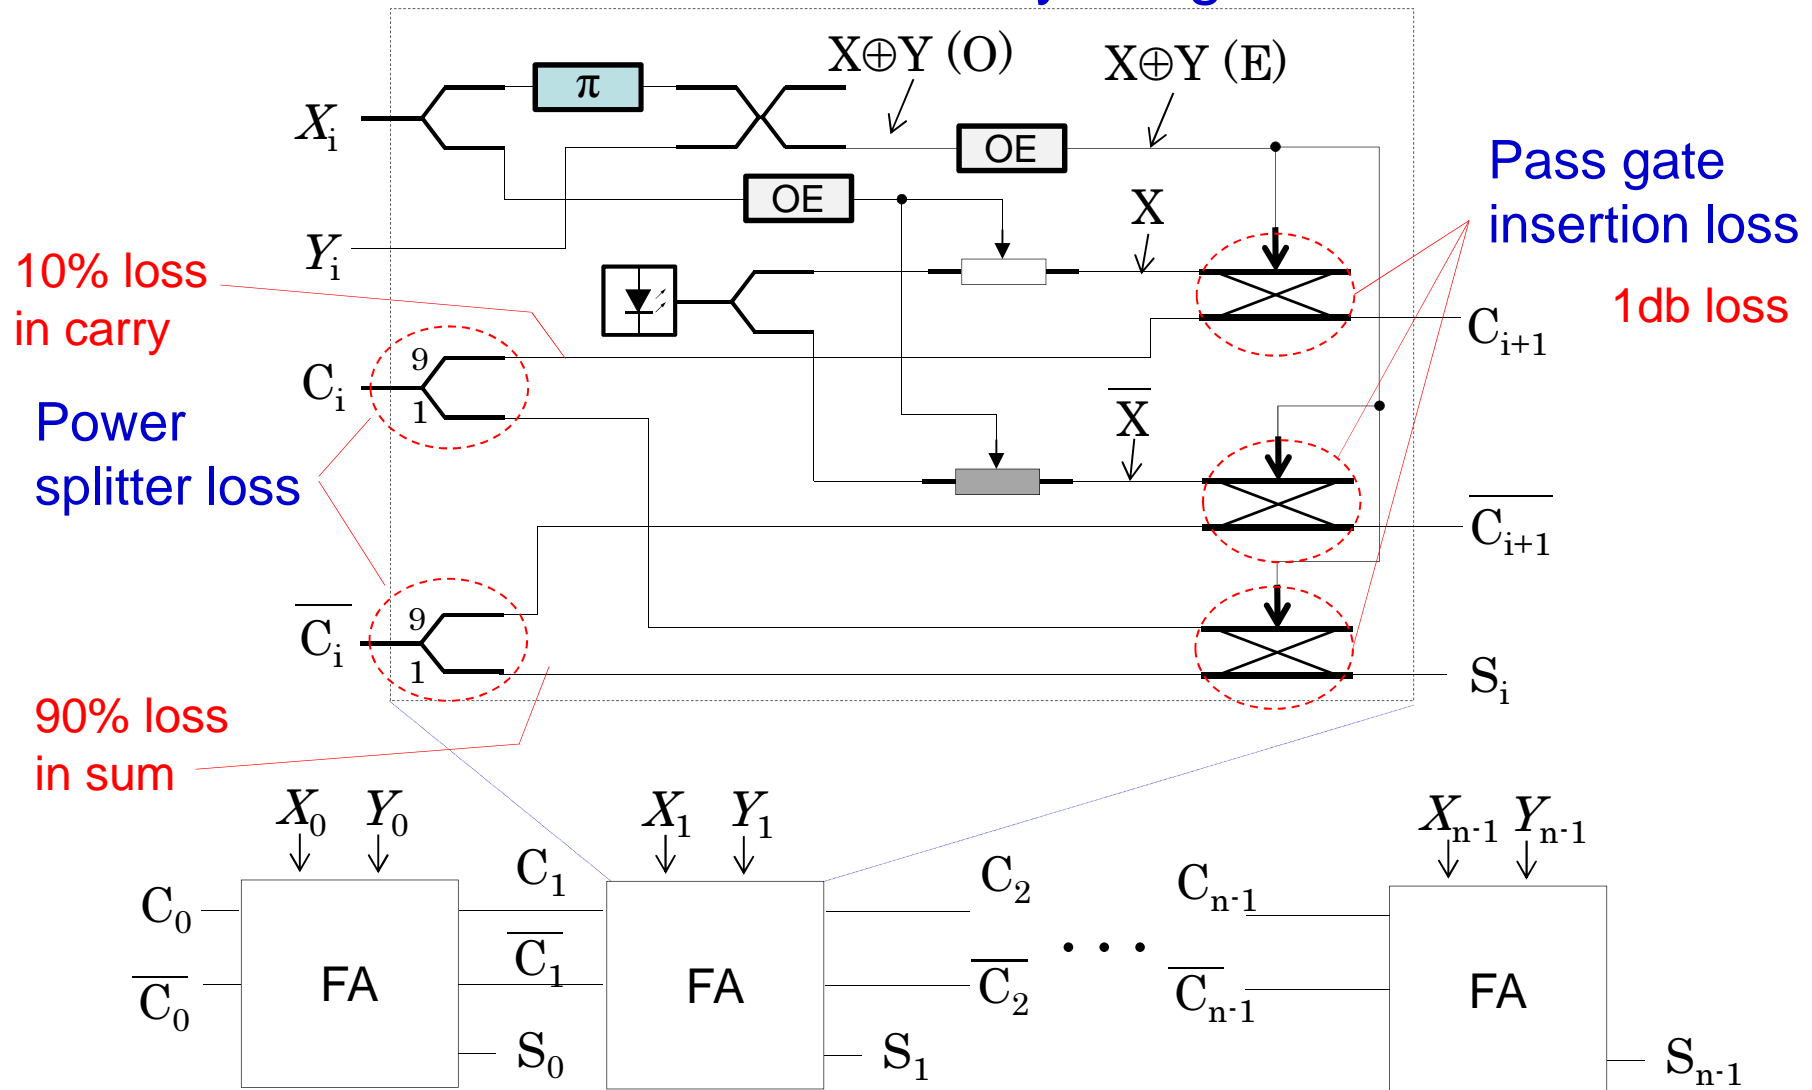 X⊕Y (O)
X⊕Y (E)
π
Xᵢ
OE
OE
Pass gate
insertion loss
X
Yᵢ
10% loss
in carry
1db loss
Cᵢ₊₁
9
Cᵢ
1
X̅
Power
splitter loss
C̅ᵢ₊₁
9
C̅ᵢ
1
Sᵢ
90% loss
in sum
X₀ Y₀
X₁ Y₁
Xₙ₋₁ Yₙ₋₁
C₁
C₂
Cₙ₋₁
C₀
C̅₁
• • •
C̅₀
FA
FA
C̅₂
C̅ₙ₋₁
FA
S₀
S₁
Sₙ₋₁